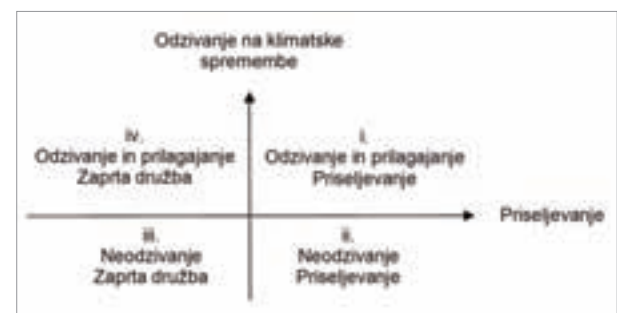 Odzivanje na klimatske
spremembe
iv.
Odzivanje in prilagajanje
Zaprta družba
i.
Odzivanje in prilagajanje
Priseljevanje
Priseljevanje
iii.
Neodzivanje
Zaprta družba
ii.
Neodzivanje
Priseljevanje